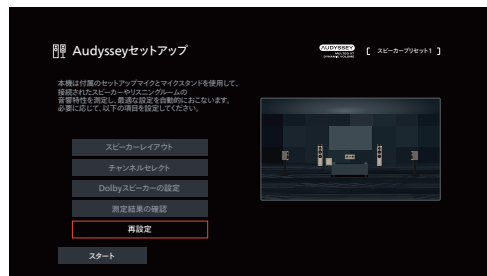 Audysseyセットアップ
AUDYSSEY
MULTEQ XT
DYNAMIC VOLUME
[ スピーカープリセット1 ]
本機は付属のセットアップマイクとマイクスタンドを使用して、
接続されたスピーカーやリスニングルームの
音響特性を測定し、最適な設定を自動的におこないます。
必要に応じて、以下の項目を設定してください。
スピーカーレイアウト
チャンネルセレクト
Dolbyスピーカーの設定
測定結果の確認
再設定
スタート